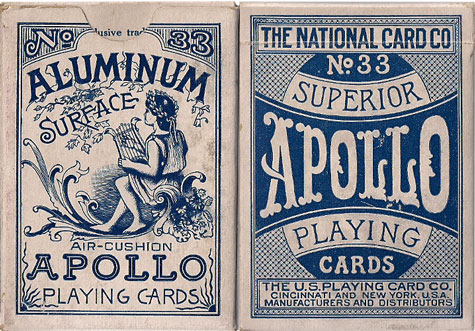 No 33
ALUMINUM
SURFACE
AIR-CUSHION
APOLLO
PLAYING CARDS
THE NATIONAL CARD CO
No 33
SUPERIOR
APOLLO
PLAYING
CARDS
THE U.S. PLAYING CARD CO.
CINCINNATI AND NEW YORK, U.S.A.
MANUFACTURERS AND DISTRIBUTORS